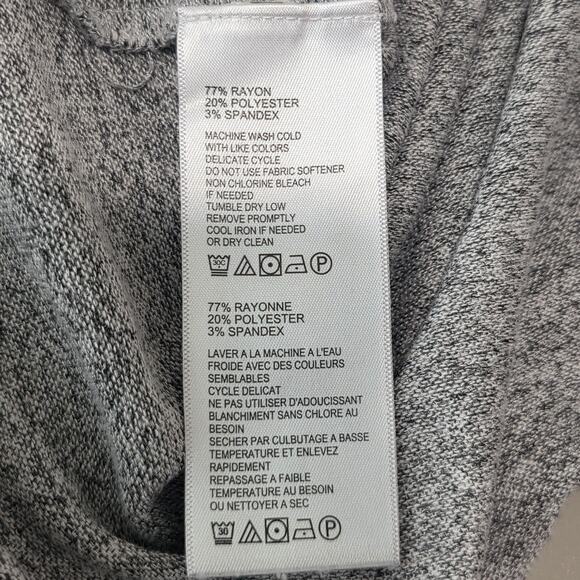 77% RAYON
20% POLYESTER
3% SPANDEX
MACHINE WASH COLD
WITH LIKE COLORS
DELICATE CYCLE
DO NOT USE FABRIC SOFTENER
NON CHLORINE BLEACH
IF NEEDED
TUMBLE DRY LOW
REMOVE PROMPTLY
COOL IRON IF NEEDED
OR DRY CLEAN
30C P
77% RAYONNE
20% POLYESTER
3% SPANDEX
LAVER A LA MACHINE A L'EAU
FROIDE AVEC DES COULEURS
SEMBLABLES
CYCLE DELICAT
NE PAS UTILISER D'ADOUCISSANT
BLANCHIMENT SANS CHLORE AU
BESOIN
SECHER PAR CULBUTAGE A BASSE
TEMPERATURE ET ENLEVEZ
RAPIDEMENT
REPASSAGE A FAIBLE
TEMPERATURE AU BESOIN
OU NETTOYER A SEC
30 P